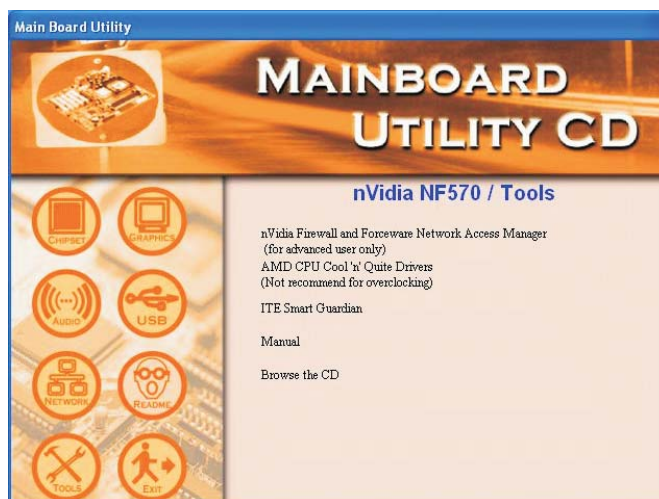 Main Board Utility
MAINBOARD
UTILITY CD
nVidia NF570 / Tools
CHIPSET
GRAPHICS
AUDIO
USB
NETWORK
README
TOOLS
EXIT
nVidia Firewall and Forceware Network Access Manager
(for advanced user only)
AMD CPU Cool 'n' Quite Drivers
(Not recommend for overclocking)
ITE Smart Guardian
Manual
Browse the CD